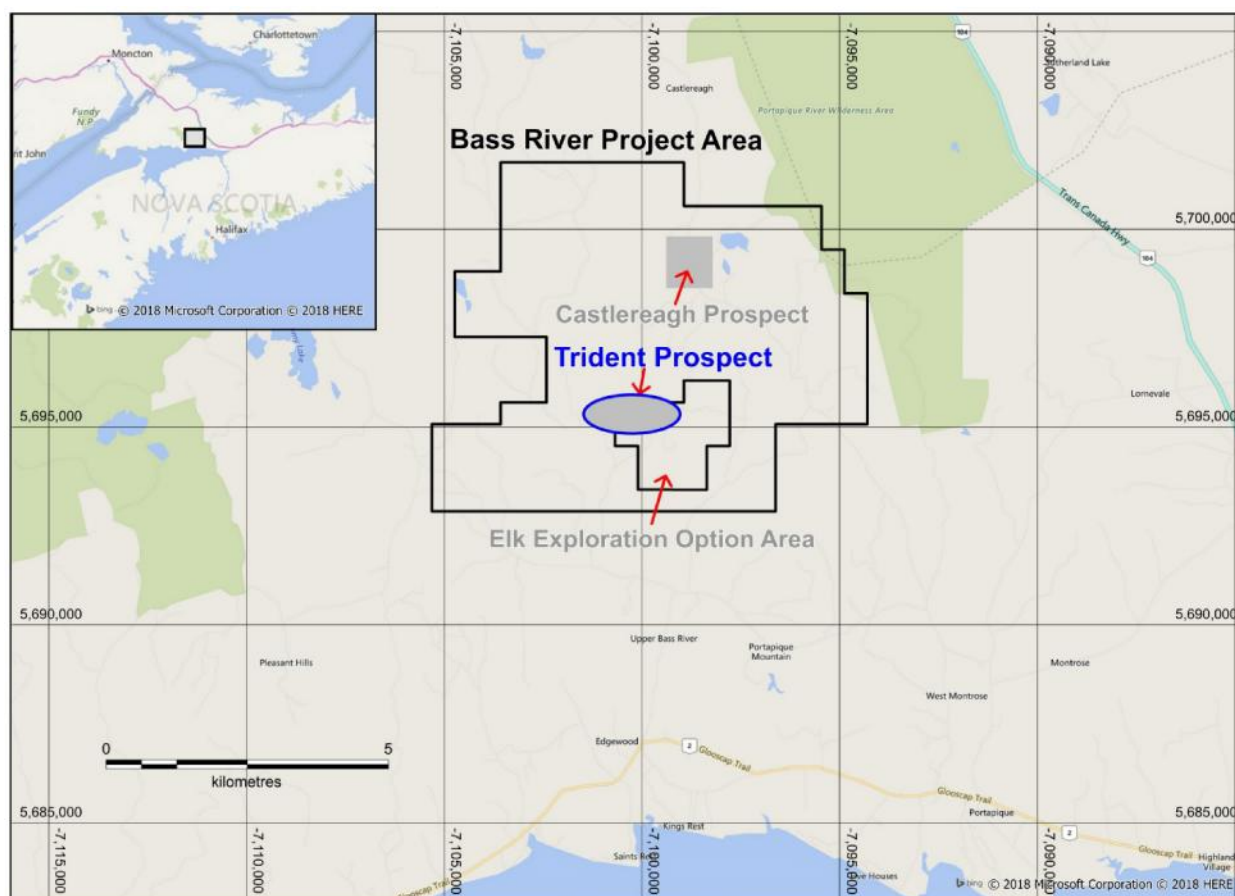 Charlottetown
Moncton
Fundy
N.P.
NOVA SCOTIA
Halifax
bing © 2018 Microsoft Corporation © 2018 HERE
-7,105,000
-7,100,000
-7,095,000
-7,090,000
104
Sutherland Lake
Castlereagh
Portapique River Wilderness Area
Bass River Project Area
Trans Canada Hwy
5,700,000
104
Castlereagh Prospect
Trident Prospect
Lornevale
5,695,000
5,695,000
Elk Exploration Option Area
5,690,000
5,690,000
Upper Bass River
Portapique
Mountain
Pleasant Hills
Montrose
West Montrose
0
5
kilometres
Edgewood
2
Glooscap Trail
Glooscap Trail
5,685,000
5,685,000
Portapique
Kings Rest
2
Glooscap Trail
Highland
Village
Glooscap Trail
-7,115,000
-7,110,000
-7,105,000
-7,100,000
-7,095,000
-7,090,000
bing © 2018 Microsoft Corporation © 2018 HERE